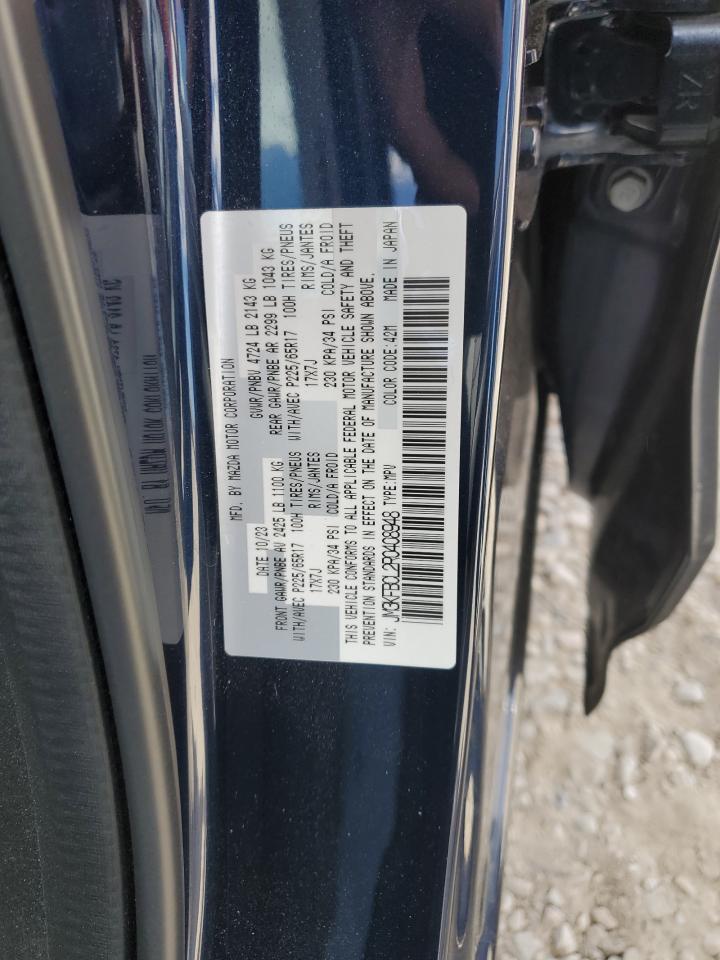 MFD. BY MAZDA MOTOR CORPORATION
DATE: 10/23 GVWR/PNBV 4724 LB 2143 KG
FRONT GAWR/PNBE AV 2425 LB 1100 KG REAR GAWR/PNBE AR 2299 LB 1043 KG
WITH/AVEC P225/65R17 100H TIRES/PNEUS WITH/AVEC P225/65R17 100H TIRES/PNEUS
17X7J RIMS/JANTES 17X7J RIMS/JANTES
230 KPA/34 PSI COLD/A FROID 230 KPA/34 PSI COLD/A FROID
THIS VEHICLE CONFORMS TO ALL APPLICABLE FEDERAL MOTOR VEHICLE SAFETY AND THEFT
PREVENTION STANDARDS IN EFFECT ON THE DATE OF MANUFACTURE SHOWN ABOVE.
VIN: JM3KFBCL2R0408948 TYPE:MPV COLOR CODE:42M MADE IN JAPAN